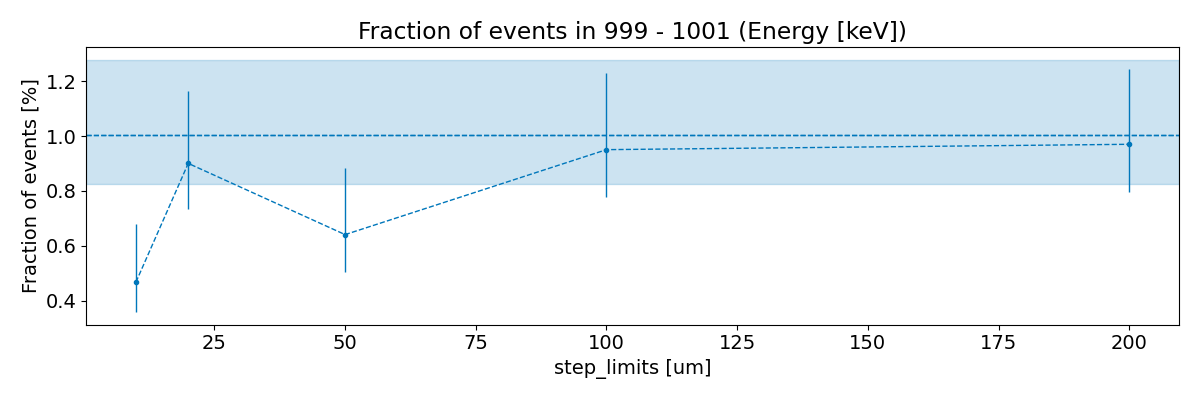 Fraction of events in 999 - 1001 (Energy [keV])
Fraction of events [%]
1.2
1.0
0.8
0.6
0.4
25 50 75 100 125 150 175 200
step_limits [um]